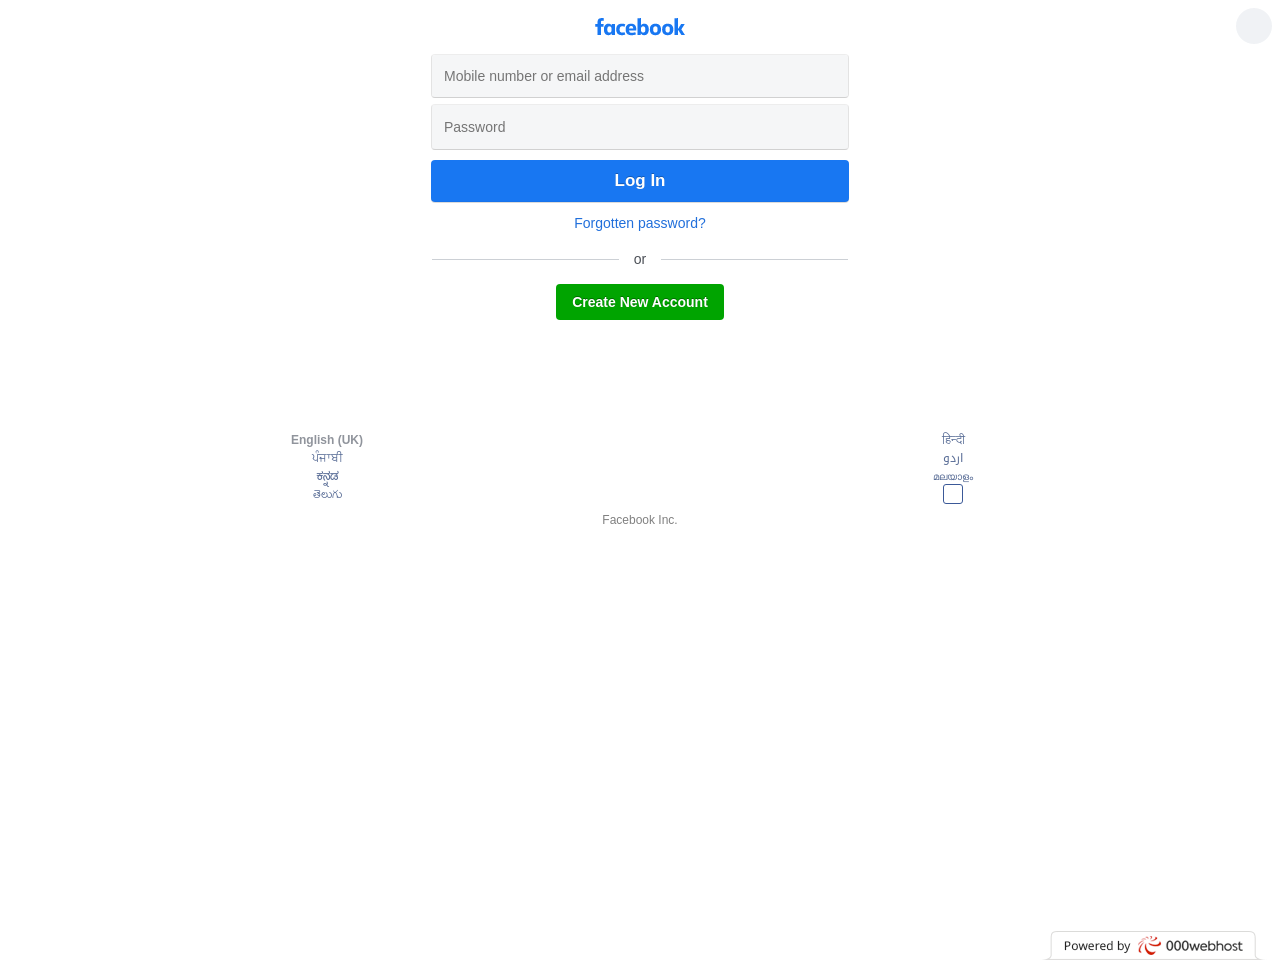 facebook
Mobile number or email address
Password
Log In
Forgotten password?
or
Create New Account
English (UK)
ਪੰਜਾਬੀ
ಕನ್ನಡ
తెలుగు
हिन्दी
اردو
മലയാളം
Facebook Inc.
Powered by 000webhost